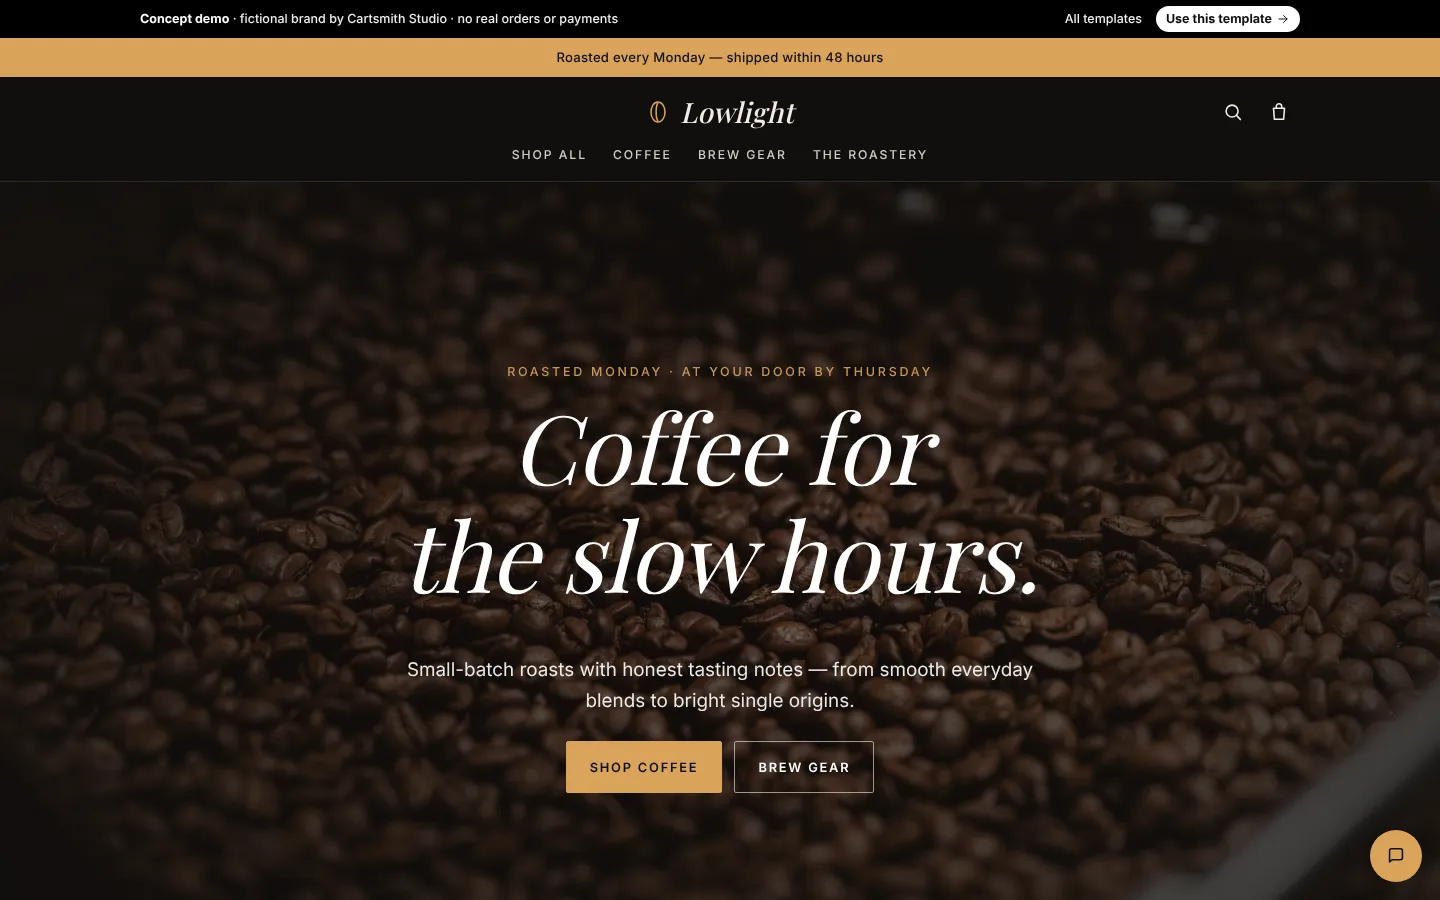 Concept demo · fictional brand by Cartsmith Studio · no real orders or payments
All templates
Use this template →
Roasted every Monday — shipped within 48 hours
Lowlight
SHOP ALL
COFFEE
BREW GEAR
THE ROASTERY
ROASTED MONDAY · AT YOUR DOOR BY THURSDAY
Coffee for
the slow hours.
Small-batch roasts with honest tasting notes — from smooth everyday
blends to bright single origins.
SHOP COFFEE
BREW GEAR